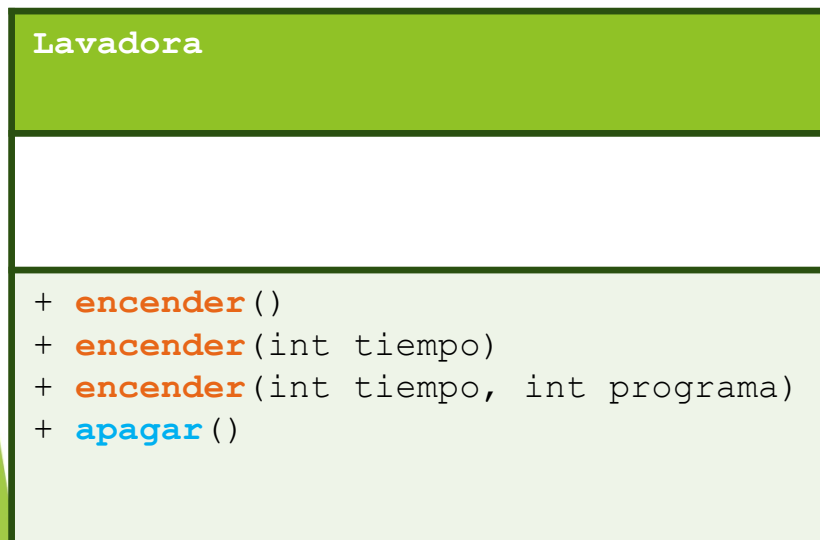 Lavadora
+ encender()
+ encender(int tiempo)
+ encender(int tiempo, int programa)
+ apagar()